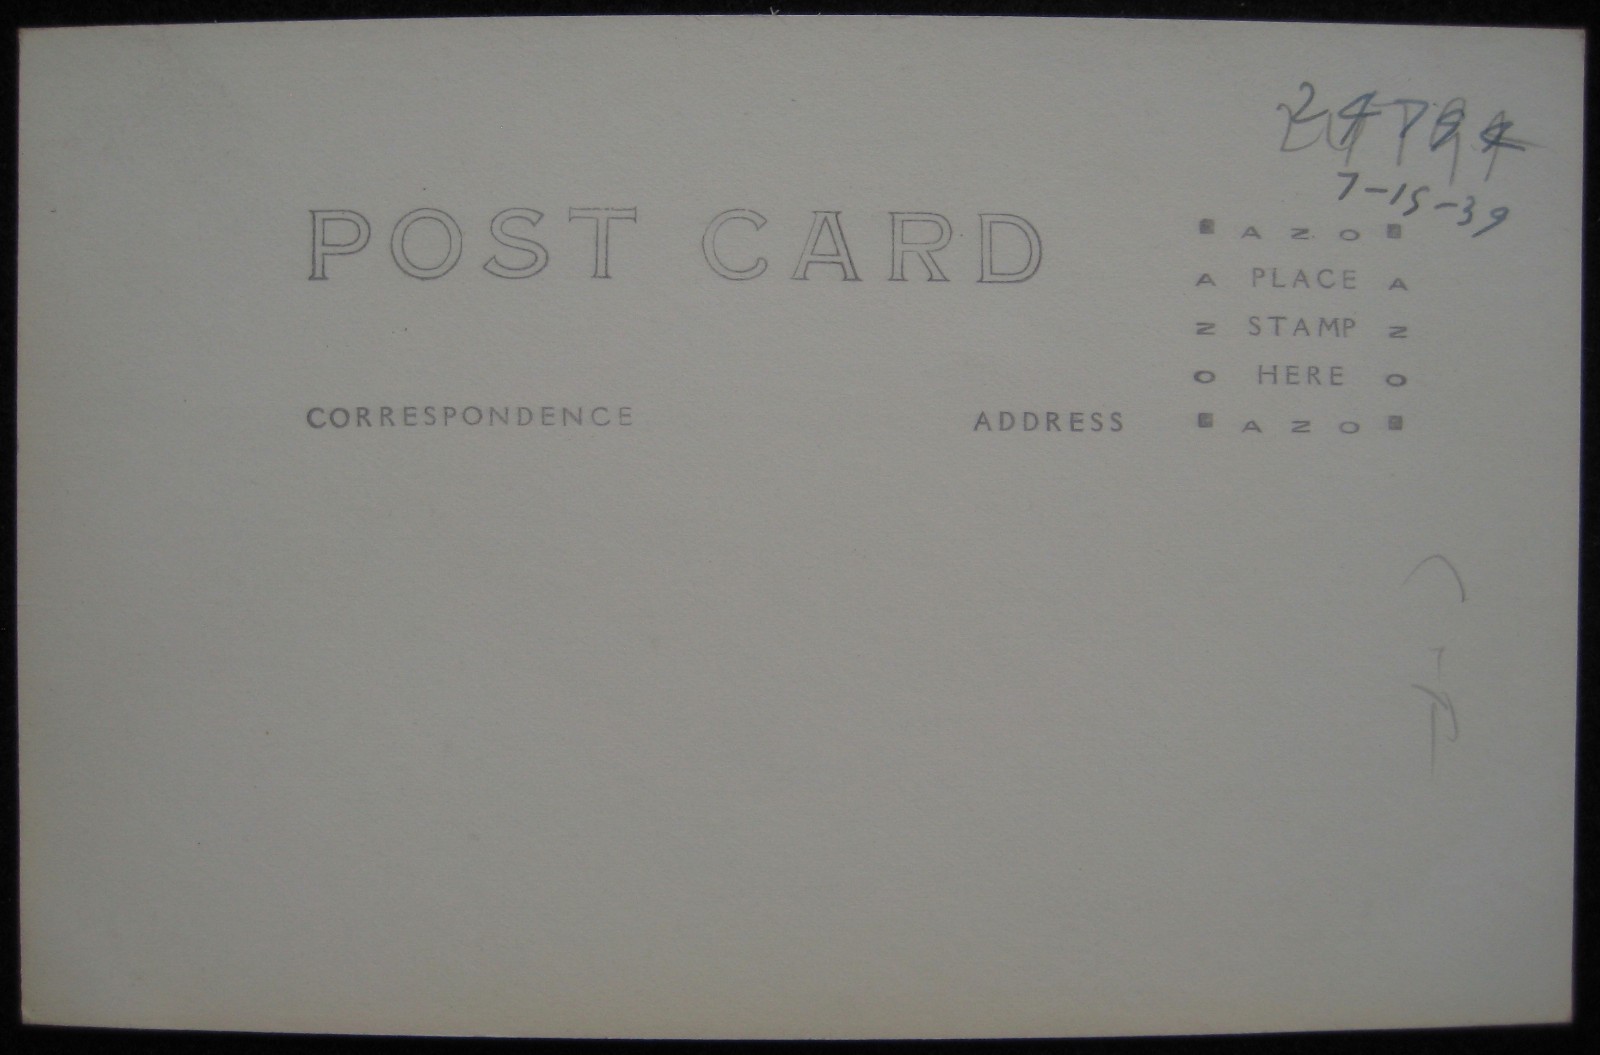 7-15-39
POST CARD
AZO
A PLACE A
Z STAMP Z
O HERE O
AZO
CORRESPONDENCE
ADDRESS